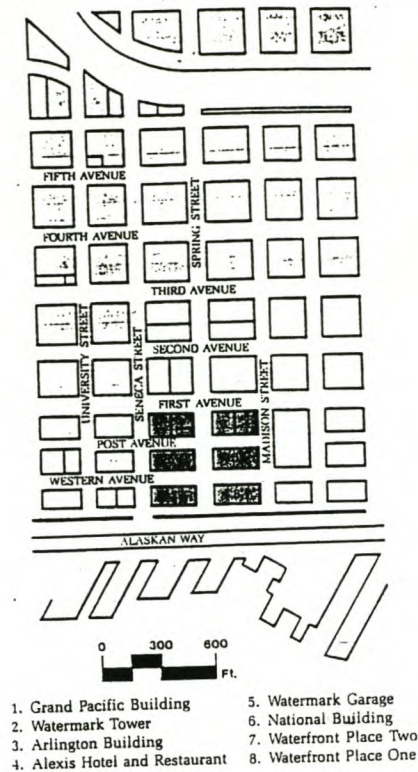 FIFTH AVENUE
FOURTH AVENUE
SPRING STREET
THIRD AVENUE
UNIVERSITY STREET
SENECA STREET
SECOND AVENUE
MADISON STREET
FIRST AVENUE
POST AVENUE
WESTERN AVENUE
ALASKAN WAY
0 300 600
Ft.
1. Grand Pacific Building
2. Watermark Tower
3. Arlington Building
4. Alexis Hotel and Restaurant
5. Watermark Garage
6. National Building
7. Waterfront Place Two
8. Waterfront Place One